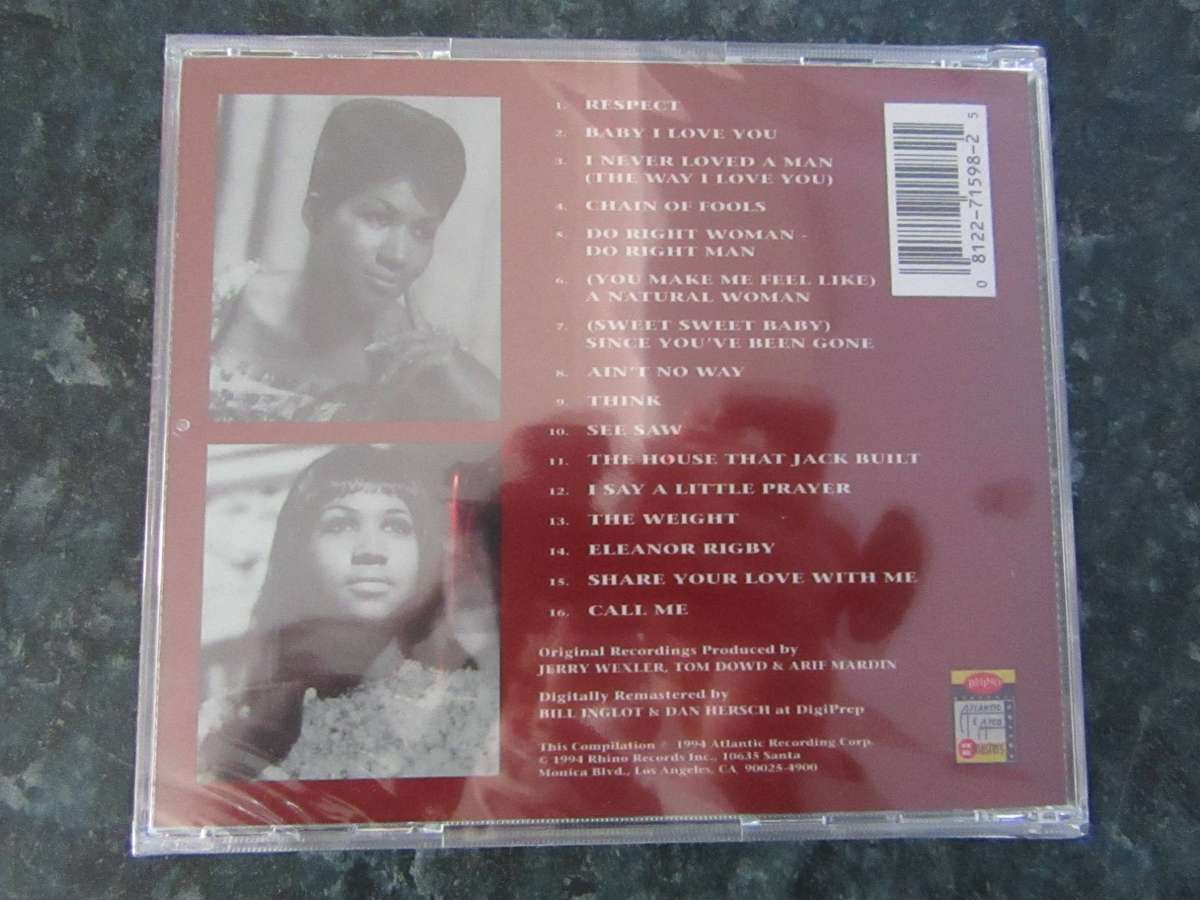 1. RESPECT
2. BABY I LOVE YOU
3. I NEVER LOVED A MAN
(THE WAY I LOVE YOU)
4. CHAIN OF FOOLS
5. DO RIGHT WOMAN -
DO RIGHT MAN
6. (YOU MAKE ME FEEL LIKE)
A NATURAL WOMAN
7. (SWEET SWEET BABY)
SINCE YOU'VE BEEN GONE
8. AIN'T NO WAY
9. THINK
10. SEE SAW
11. THE HOUSE THAT JACK BUILT
12. I SAY A LITTLE PRAYER
13. THE WEIGHT
14. ELEANOR RIGBY
15. SHARE YOUR LOVE WITH ME
16. CALL ME
Original Recordings Produced by
JERRY WEXLER, TOM DOWD & ARIF MARDIN
Digitally Remastered by
BILL INGLOT & DAN HERSCH at DigiPrep
This Compilation ℗ 1994 Atlantic Recording Corp.
© 1994 Rhino Records Inc., 10635 Santa
Monica Blvd., Los Angeles, CA 90025-4900
0 8122-71598-2 5
RHINO
ATLANTIC
& ATCO